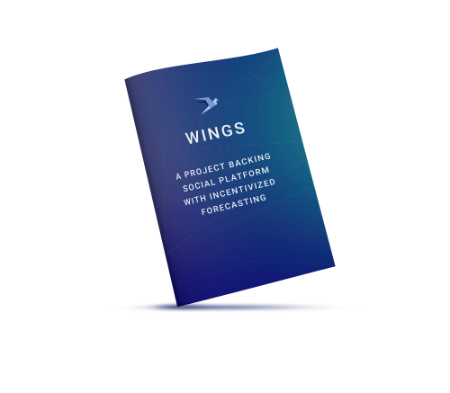 WINGS
A PROJECT BACKING
SOCIAL PLATFORM
WITH INCENTIVIZED
FORECASTING